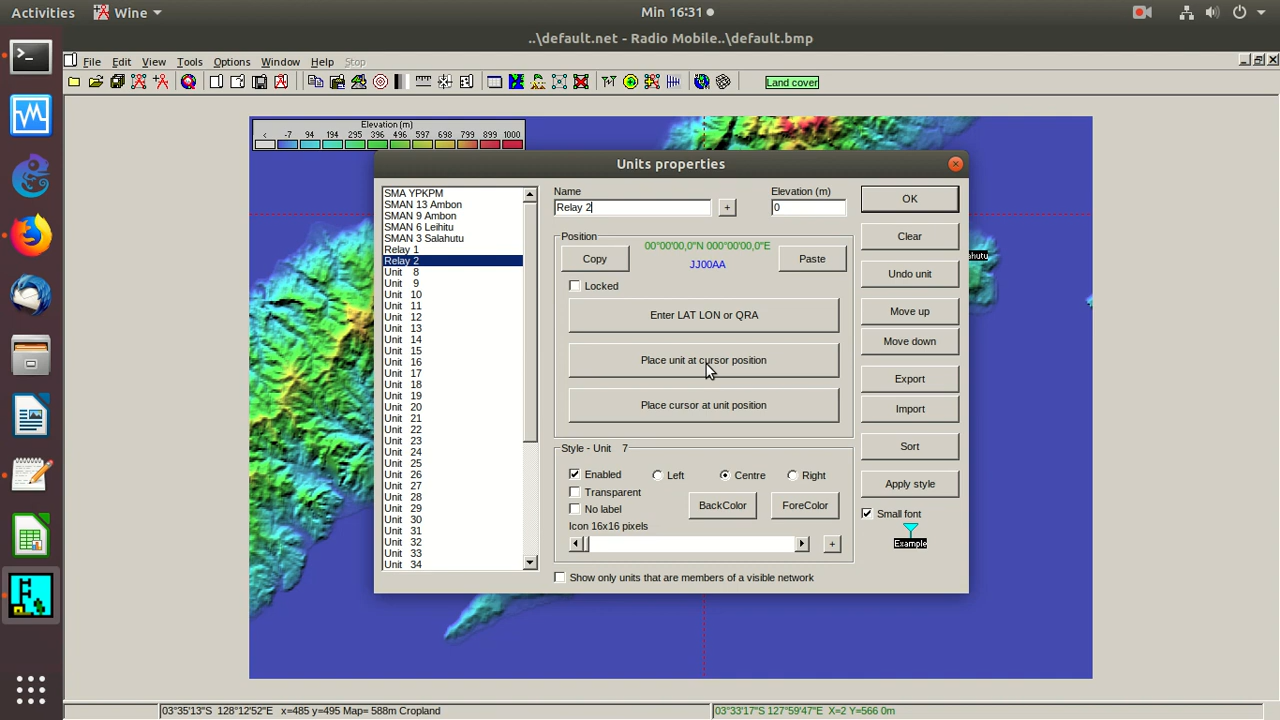 Activities
Wine
Min 16:31
..\default.net - Radio Mobile..\default.bmp
File Edit View Tools Options Window Help Stop
Land cover
Elevation (m)
< -7 94 194 295 396 496 597 698 799 899 1000
Units properties
SMA YPKPM
SMAN 13 Ambon
SMAN 9 Ambon
SMAN 6 Leihitu
SMAN 3 Salahutu
Relay 1
Relay 2
Unit 8
Unit 9
Unit 10
Unit 11
Unit 12
Unit 13
Unit 14
Unit 15
Unit 16
Unit 17
Unit 18
Unit 19
Unit 20
Unit 21
Unit 22
Unit 23
Unit 24
Unit 25
Unit 26
Unit 27
Unit 28
Unit 29
Unit 30
Unit 31
Unit 32
Unit 33
Unit 34
Name
Relay 2
+
Elevation (m)
0
Position
Copy
00°00'00,0"N 000°00'00,0"E
JJ00AA
Paste
Locked
Enter LAT LON or QRA
Place unit at cursor position
Place cursor at unit position
Style - Unit 7
Enabled
Left
Centre
Right
Transparent
No label
BackColor
ForeColor
Icon 16x16 pixels
+
Show only units that are members of a visible network
OK
Clear
Undo unit
Move up
Move down
Export
Import
Sort
Apply style
Small font
Example
ahutu
03°35'13"S 128°12'52"E x=485 y=495 Map= 588m Cropland
03°33'17"S 127°59'47"E X=2 Y=566 0m